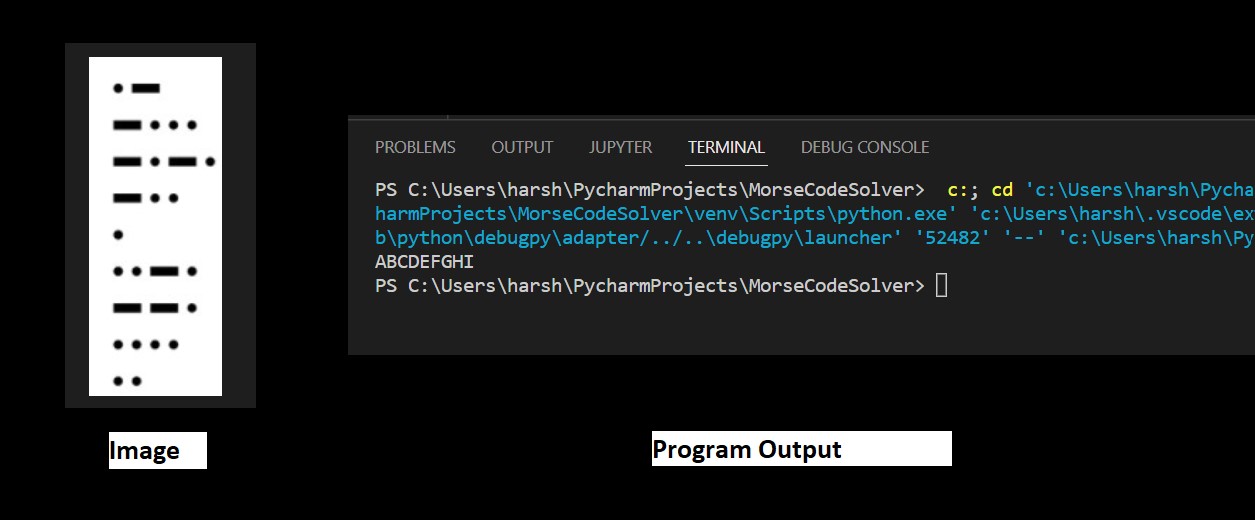 PROBLEMS OUTPUT JUPYTER TERMINAL DEBUG CONSOLE
PS C:\Users\harsh\PycharmProjects\MorseCodeSolver>  c:; cd 'c:\Users\harsh\Pycha
harmProjects\MorseCodeSolver\venv\Scripts\python.exe' 'c:\Users\harsh\.vscode\ex
b\python\debugpy\adapter/../..\debugpy\launcher' '52482' '--' 'c:\Users\harsh\Py
ABCDEFGHI
PS C:\Users\harsh\PycharmProjects\MorseCodeSolver>
Image
Program Output